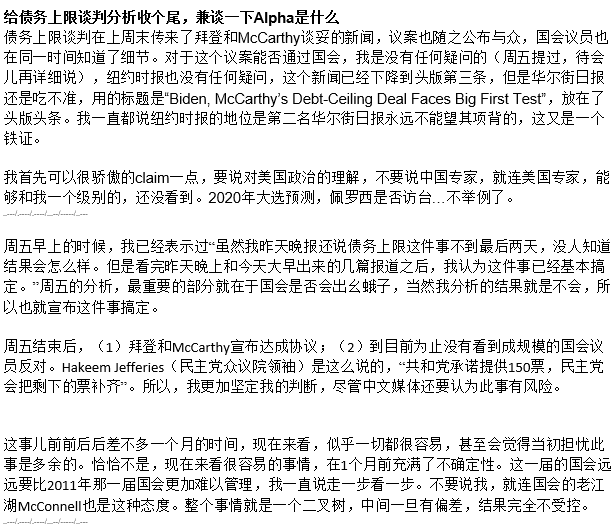 给债务上限谈判分析收个尾，兼谈一下Alpha是什么
债务上限谈判在上周末传来了拜登和McCarthy谈妥的新闻，议案也随之公布与众，国会议员也
在同一时间知道了细节。对于这个议案能否通过国会，我是没有任何疑问的（周五提过，待会
儿再详细说），纽约时报也没有任何疑问，这个新闻已经下降到头版第三条，但是华尔街日报
还是吃不准，用的标题是“Biden, McCarthy’s Debt-Ceiling Deal Faces Big First Test”，放在了
头版头条。我一直都说纽约时报的地位是第二名华尔街日报永远不能望其项背的，这又是一个
铁证。
我首先可以很骄傲的claim一点，要说对美国政治的理解，不要说中国专家，就连美国专家，能
够和我一个级别的，还没看到。2020年大选预测，佩罗西是否访台…不举例了。
周五早上的时候，我已经表示过“虽然我昨天晚报还说债务上限这件事不到最后两天，没人知道
结果会怎么样。但是看完昨天晚上和今天大早出来的几篇报道之后，我认为这件事已经基本搞
定。”周五的分析，最重要的部分就在于国会是否会出幺蛾子，当然我分析的结果就是不会，所
以也就宣布这件事搞定。
周五结束后，（1）拜登和McCarthy宣布达成协议；（2）到目前为止没有看到成规模的国会议
员反对。Hakeem Jefferies（民主党众议院领袖）是这么说的，“共和党承诺提供150票，民主党
会把剩下的票补齐”。所以，我更加坚定我的判断，尽管中文媒体还要认为此事有风险。
这事儿前前后后差不多一个月的时间，现在来看，似乎一切都很容易，甚至会觉得当初担忧此
事是多余的。恰恰不是，现在来看很容易的事情，在1个月前充满了不确定性。这一届的国会远
远要比2011年那一届国会更加难以管理，我一直说走一步看一步。不要说我，就连国会的老江
湖McConnell也是这种态度。整个事情就是一个二叉树，中间一旦有偏差，结果完全不受控。